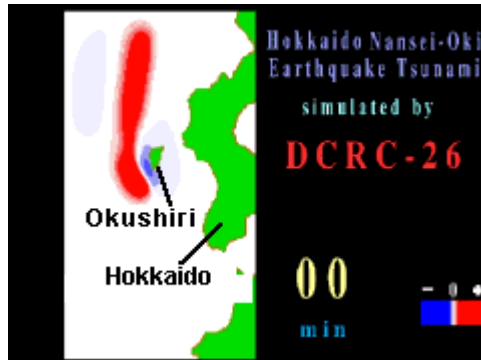 Hokkaido Nansei-Oki
Earthquake Tsunami
simulated by
DCRC-26
Okushiri
Hokkaido
00
min
- 0 +